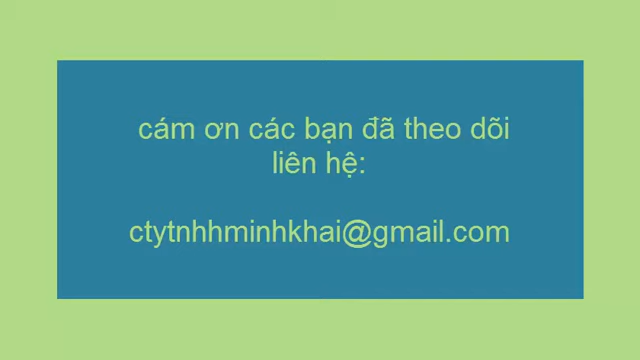 cám ơn các bạn đã theo dõi
liên hệ:
ctytnhhminhkhai@gmail.com